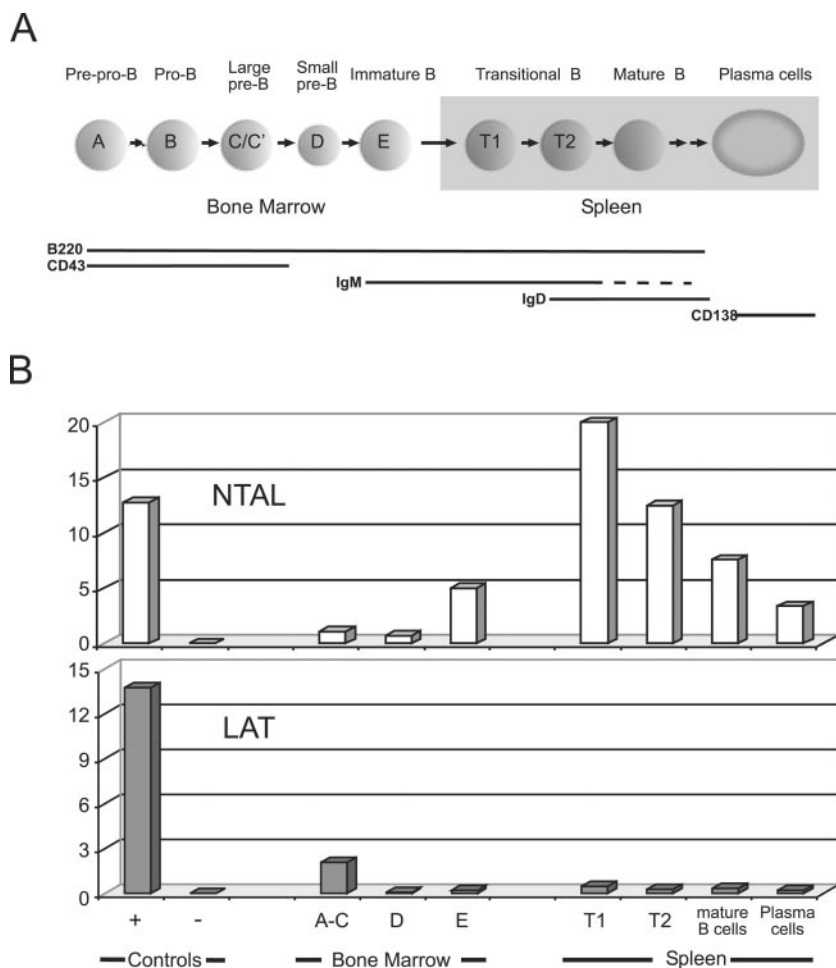 A
Pre-pro-B Pro-B Large pre-B Small pre-B Immature B Transitional B Mature B Plasma cells
A B C/C' D E T1 T2
Bone Marrow Spleen
B220
CD43
IgM
IgD
CD138
B
20
15
10
5
0
NTAL
15
12
9
6
3
0
LAT
+ - A-C D E T1 T2 mature B cells Plasma cells
Controls Bone Marrow Spleen